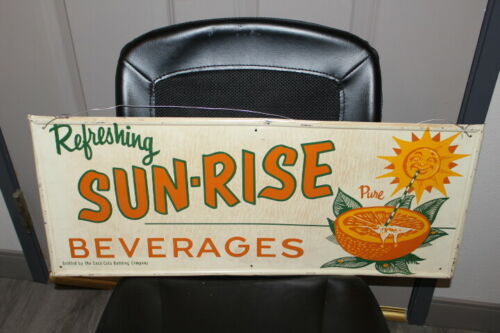 Refreshing
SUN-RISE
Pure
BEVERAGES
Bottled by the Coca-Cola Bottling Company